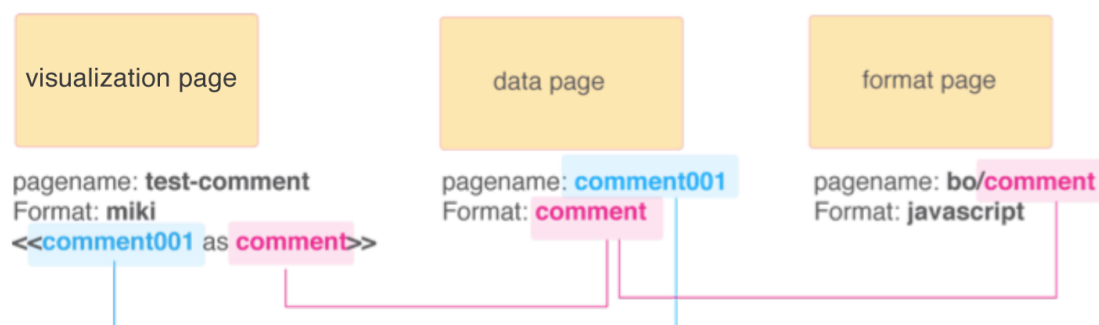 visualization page
pagename: test-comment
Format: miki
<<comment001 as comment>>
data page
pagename: comment001
Format: comment
format page
pagename: bo/comment
Format: javascript